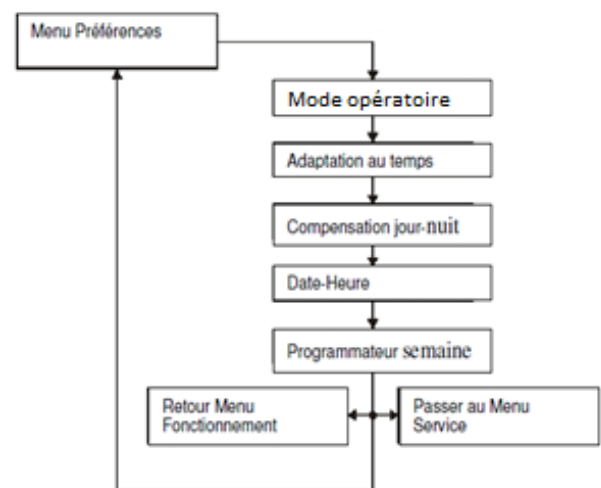 Menu Préférences
Mode opératoire
Adaptation au temps
Compensation jour-nuit
Date-Heure
Programmateur semaine
Retour Menu
Fonctionnement
Passer au Menu
Service